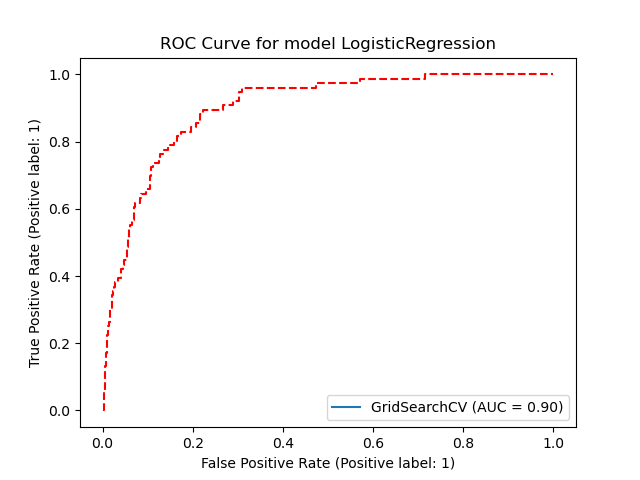 ROC Curve for model LogisticRegression
1.0
0.8
0.6
0.4
0.2
0.0
True Positive Rate (Positive label: 1)
GridSearchCV (AUC = 0.90)
0.0 0.2 0.4 0.6 0.8 1.0
False Positive Rate (Positive label: 1)